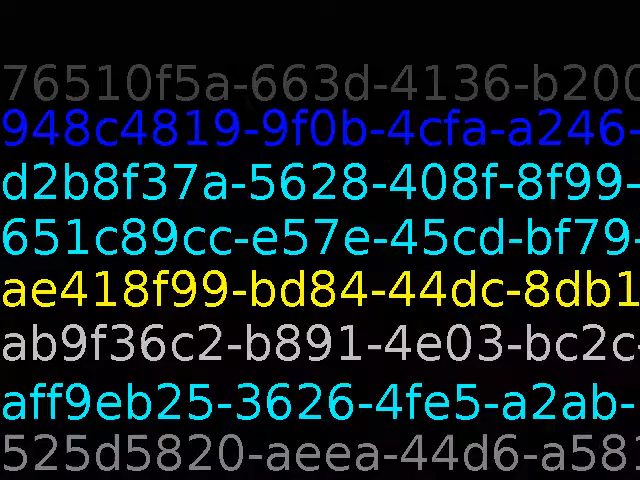 76510f5a-663d-4136-b200
948c4819-9f0b-4cfa-a246-
d2b8f37a-5628-408f-8f99-
651c89cc-e57e-45cd-bf79-
ae418f99-bd84-44dc-8db1
ab9f36c2-b891-4e03-bc2c-
aff9eb25-3626-4fe5-a2ab-
525d5820-aeea-44d6-a581